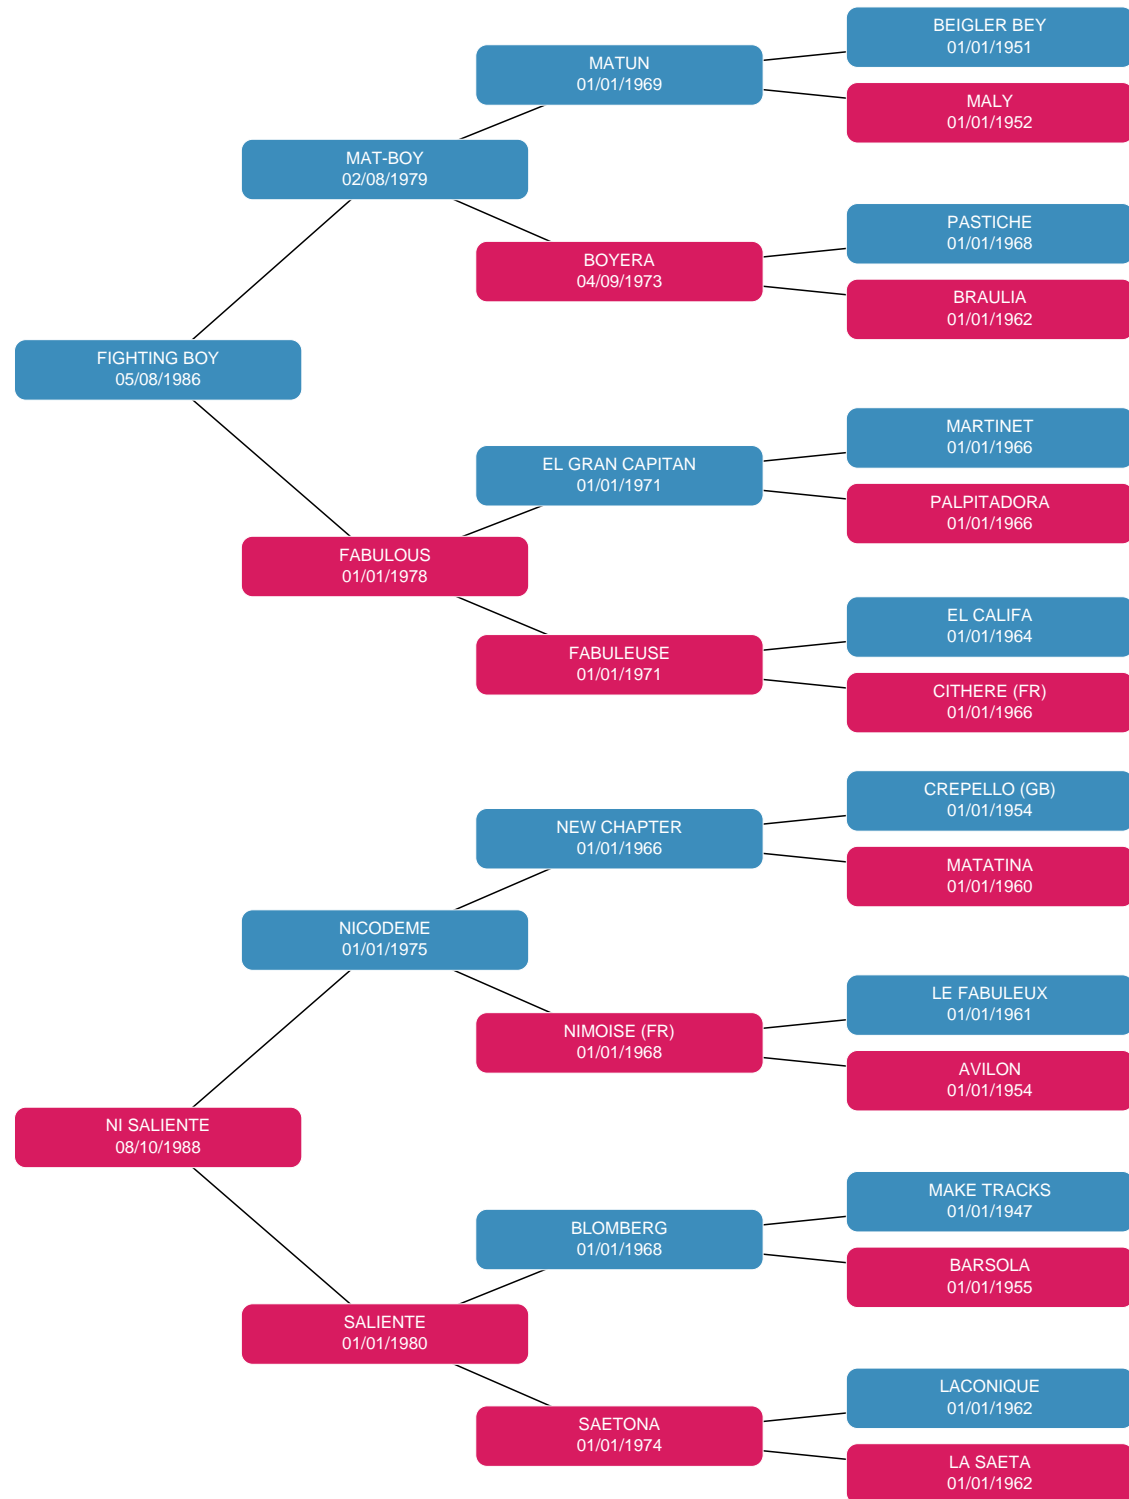 BEIGLER BEY
01/01/1951
MATUN
01/01/1969
MALY
01/01/1952
MAT-BOY
02/08/1979
PASTICHE
01/01/1968
BOYERA
04/09/1973
BRAULIA
01/01/1962
FIGHTING BOY
05/08/1986
MARTINET
01/01/1966
EL GRAN CAPITAN
01/01/1971
PALPITADORA
01/01/1966
FABULOUS
01/01/1978
EL CALIFA
01/01/1964
FABULEUSE
01/01/1971
CITHERE (FR)
01/01/1966
CREPELLO (GB)
01/01/1954
NEW CHAPTER
01/01/1966
MATATINA
01/01/1960
NICODEME
01/01/1975
LE FABULEUX
01/01/1961
NIMOISE (FR)
01/01/1968
AVILON
01/01/1954
NI SALIENTE
08/10/1988
MAKE TRACKS
01/01/1947
BLOMBERG
01/01/1968
BARSOLA
01/01/1955
SALIENTE
01/01/1980
LACONIQUE
01/01/1962
SAETONA
01/01/1974
LA SAETA
01/01/1962